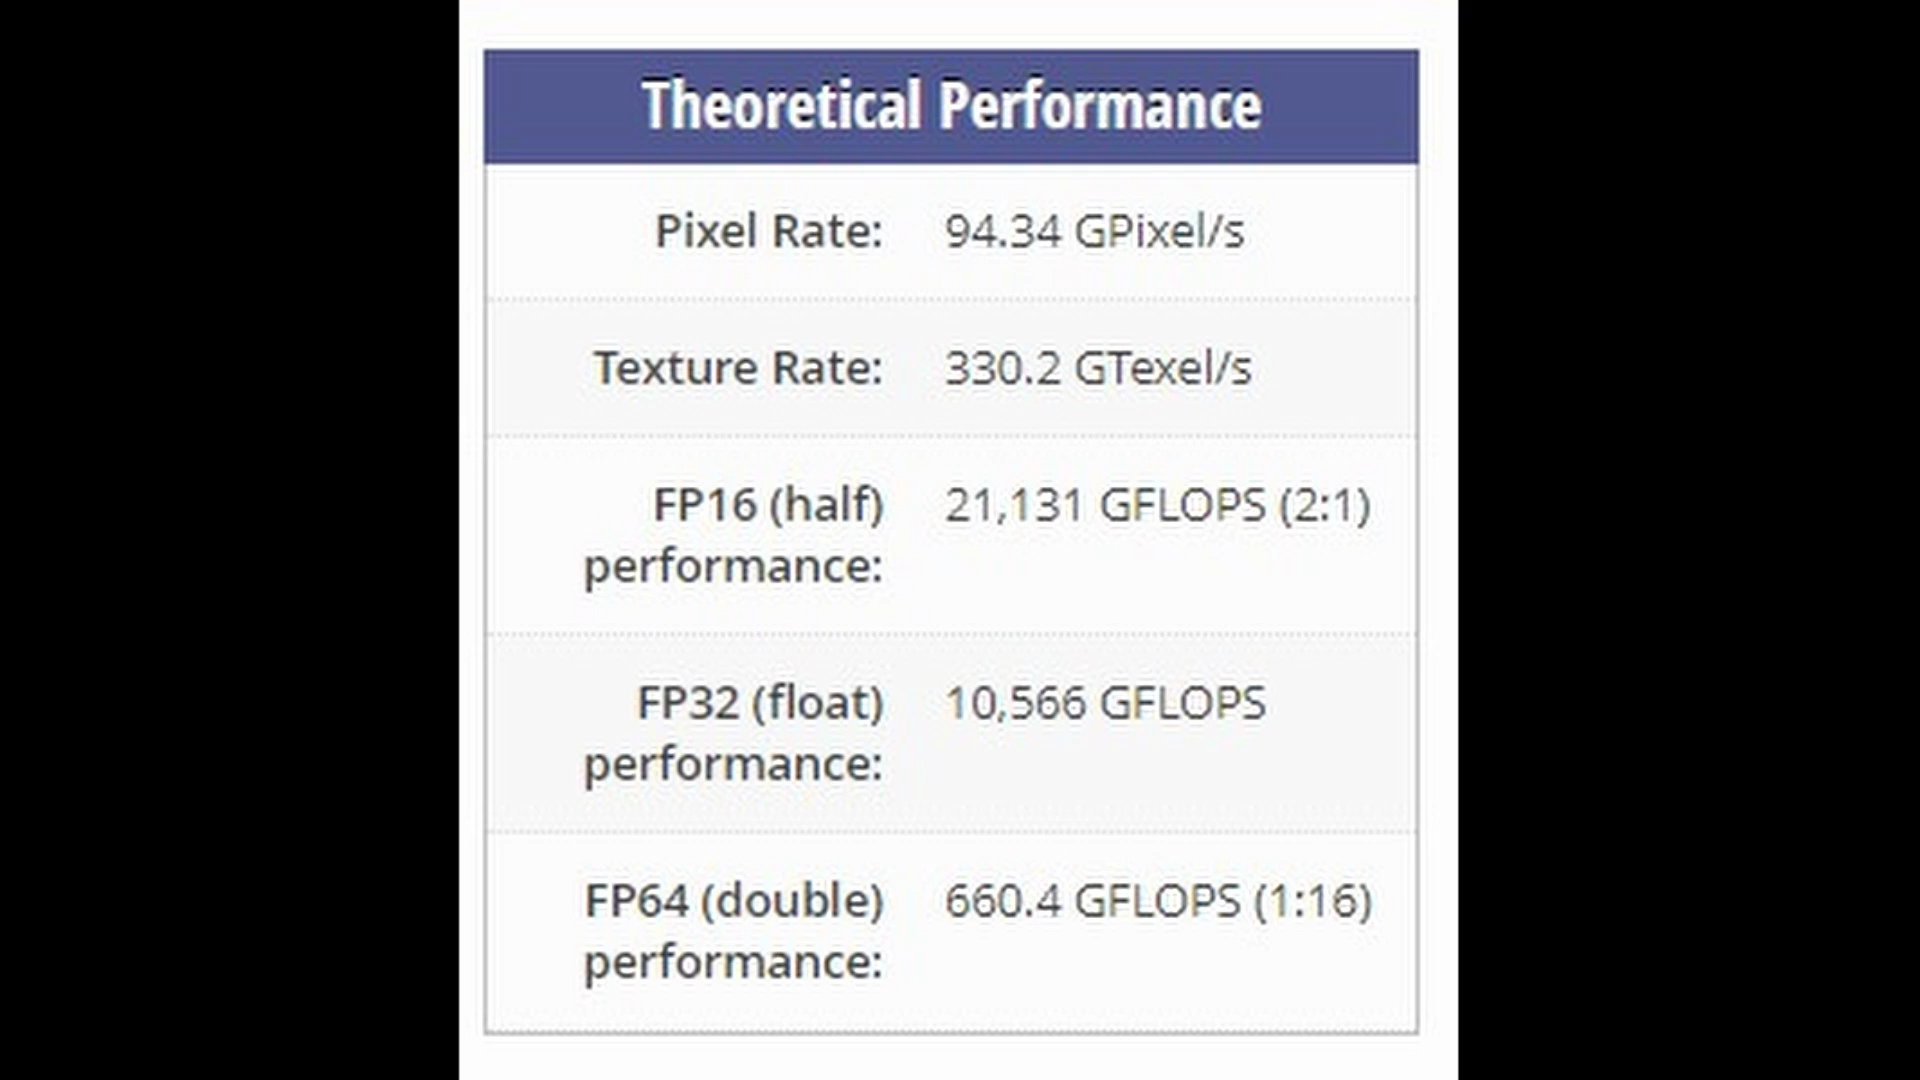 Theoretical Performance
Pixel Rate: 94.34 GPixel/s
Texture Rate: 330.2 GTexel/s
FP16 (half) 21,131 GFLOPS (2:1)
performance:
FP32 (float) 10,566 GFLOPS
performance:
FP64 (double) 660.4 GFLOPS (1:16)
performance: